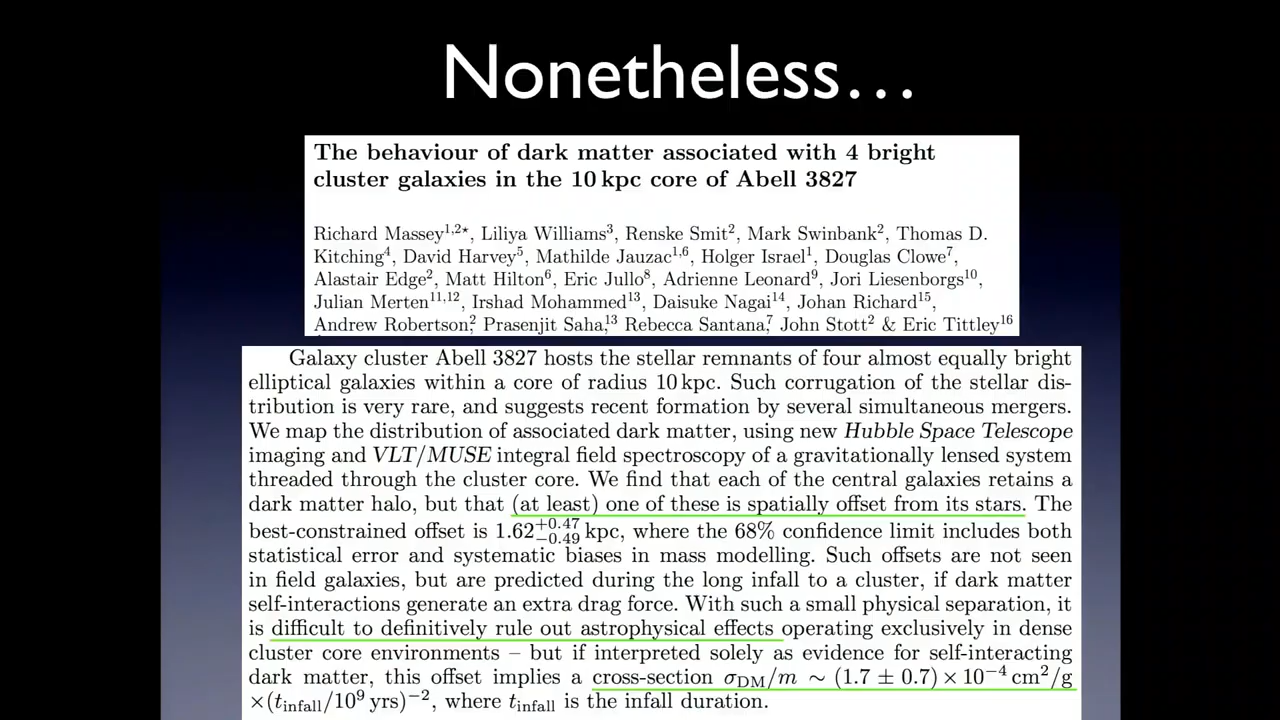 Nonetheless…
The behaviour of dark matter associated with 4 bright
cluster galaxies in the 10 kpc core of Abell 3827
Richard Massey¹,²⋆, Liliya Williams³, Renske Smit², Mark Swinbank², Thomas D.
Kitching⁴, David Harvey⁵, Mathilde Jauzac¹,⁶, Holger Israel¹, Douglas Clowe⁷,
Alastair Edge², Matt Hilton⁶, Eric Jullo⁸, Adrienne Leonard⁹, Jori Liesenborgs¹⁰,
Julian Merten¹¹,¹², Irshad Mohammed¹³, Daisuke Nagai¹⁴, Johan Richard¹⁵,
Andrew Robertson², Prasenjit Saha,¹³ Rebecca Santana,⁷ John Stott² & Eric Tittley¹⁶
Galaxy cluster Abell 3827 hosts the stellar remnants of four almost equally bright
elliptical galaxies within a core of radius 10 kpc. Such corrugation of the stellar dis-
tribution is very rare, and suggests recent formation by several simultaneous mergers.
We map the distribution of associated dark matter, using new Hubble Space Telescope
imaging and VLT/MUSE integral field spectroscopy of a gravitationally lensed system
threaded through the cluster core. We find that each of the central galaxies retains a
dark matter halo, but that (at least) one of these is spatially offset from its stars. The
best-constrained offset is 1.62+0.47−0.49 kpc, where the 68% confidence limit includes both
statistical error and systematic biases in mass modelling. Such offsets are not seen
in field galaxies, but are predicted during the long infall to a cluster, if dark matter
self-interactions generate an extra drag force. With such a small physical separation, it
is difficult to definitively rule out astrophysical effects operating exclusively in dense
cluster core environments – but if interpreted solely as evidence for self-interacting
dark matter, this offset implies a cross-section σDM/m ∼ (1.7 ± 0.7) × 10⁻⁴ cm²/g
×(tinfall/10⁹ yrs)⁻², where tinfall is the infall duration.